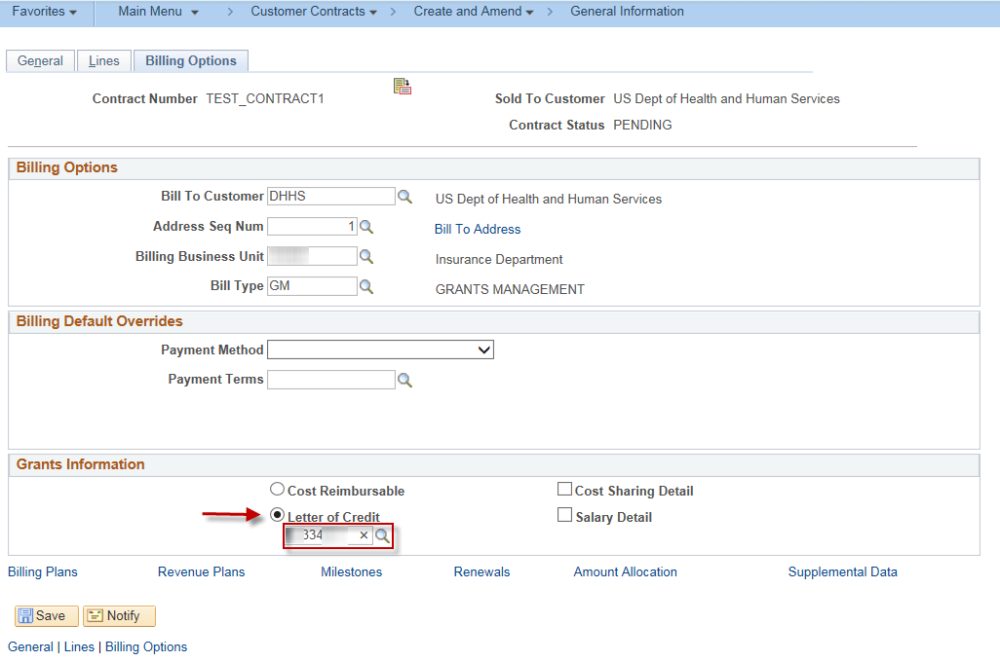 Favorites Main Menu > Customer Contracts > Create and Amend > General Information
General Lines Billing Options
Contract Number TEST_CONTRACT1 Sold To Customer US Dept of Health and Human Services
Contract Status PENDING
Billing Options
Bill To Customer DHHS US Dept of Health and Human Services
Address Seq Num 1 Bill To Address
Billing Business Unit Insurance Department
Bill Type GM GRANTS MANAGEMENT
Billing Default Overrides
Payment Method
Payment Terms
Grants Information
Cost Reimbursable Cost Sharing Detail
Letter of Credit Salary Detail
334 ×
Billing Plans Revenue Plans Milestones Renewals Amount Allocation Supplemental Data
Save Notify
General | Lines | Billing Options